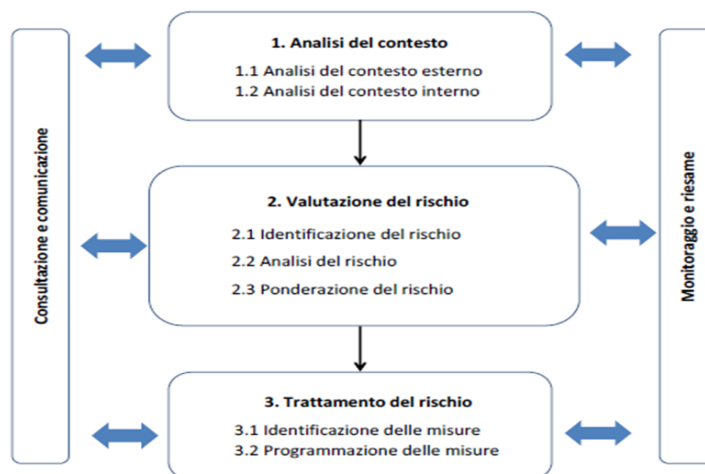 Consultazione e comunicazione
1. Analisi del contesto
1.1 Analisi del contesto esterno
1.2 Analisi del contesto interno
2. Valutazione del rischio
2.1 Identificazione del rischio
2.2 Analisi del rischio
2.3 Ponderazione del rischio
3. Trattamento del rischio
3.1 Identificazione delle misure
3.2 Programmazione delle misure
Monitoraggio e riesame